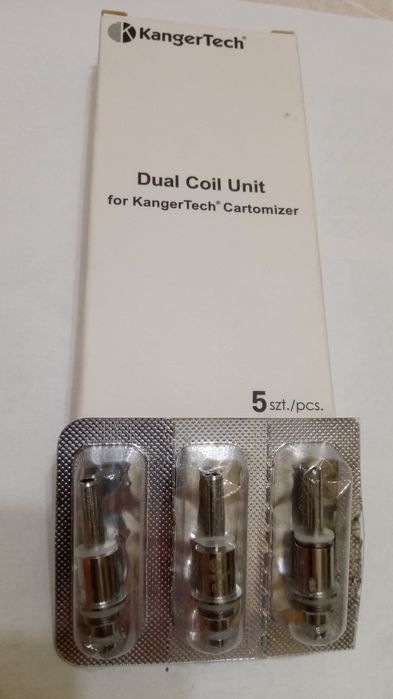 KangerTech®
Dual Coil Unit
for KangerTech® Cartomizer
5 szt./pcs.